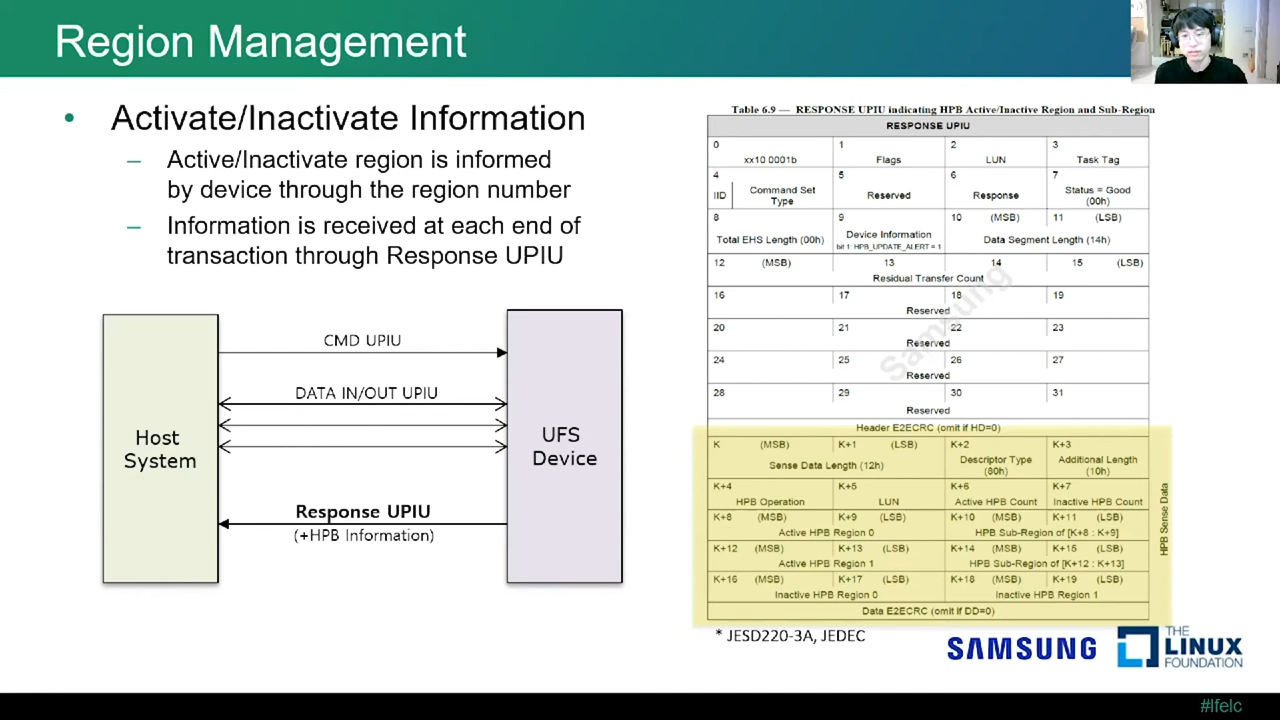 Region Management
• Activate/Inactivate Information
– Active/Inactivate region is informed
by device through the region number
– Information is received at each end of
transaction through Response UPIU
Host
System
CMD UPIU
DATA IN/OUT UPIU
Response UPIU
(+HPB Information)
UFS
Device
Table 6.9 — RESPONSE UPIU indicating HPB Active/Inactive Region and Sub-Region
RESPONSE UPIU
0 1 2 3
xx10 0001b Flags LUN Task Tag
4 5 6 7
IID Command Set Type Reserved Response Status = Good (00h)
8 9 10 (MSB) 11 (LSB)
Total EHS Length (00h) Device Information bit 1: HPB_UPDATE_ALERT = 1 Data Segment Length (14h)
12 (MSB) 13 14 15 (LSB)
Residual Transfer Count
16 17 18 19
Reserved
20 21 22 23
Reserved
24 25 26 27
Reserved
28 29 30 31
Reserved
Header E2ECRC (omit if HD=0)
K (MSB) K+1 (LSB) K+2 K+3
Sense Data Length (12h) Descriptor Type (80h) Additional Length (10h)
K+4 K+5 K+6 K+7
HPB Operation LUN Active HPB Count Inactive HPB Count
K+8 (MSB) K+9 (LSB) K+10 (MSB) K+11 (LSB)
Active HPB Region 0 HPB Sub-Region of [K+8 : K+9]
K+12 (MSB) K+13 (LSB) K+14 (MSB) K+15 (LSB)
Active HPB Region 1 HPB Sub-Region of [K+12 : K+13]
K+16 (MSB) K+17 (LSB) K+18 (MSB) K+19 (LSB)
Inactive HPB Region 0 Inactive HPB Region 1
Data E2ECRC (omit if DD=0)
HPB Sense Data
Samsung
* JESD220-3A, JEDEC
SAMSUNG
THE
LINUX
FOUNDATION
#lfelc